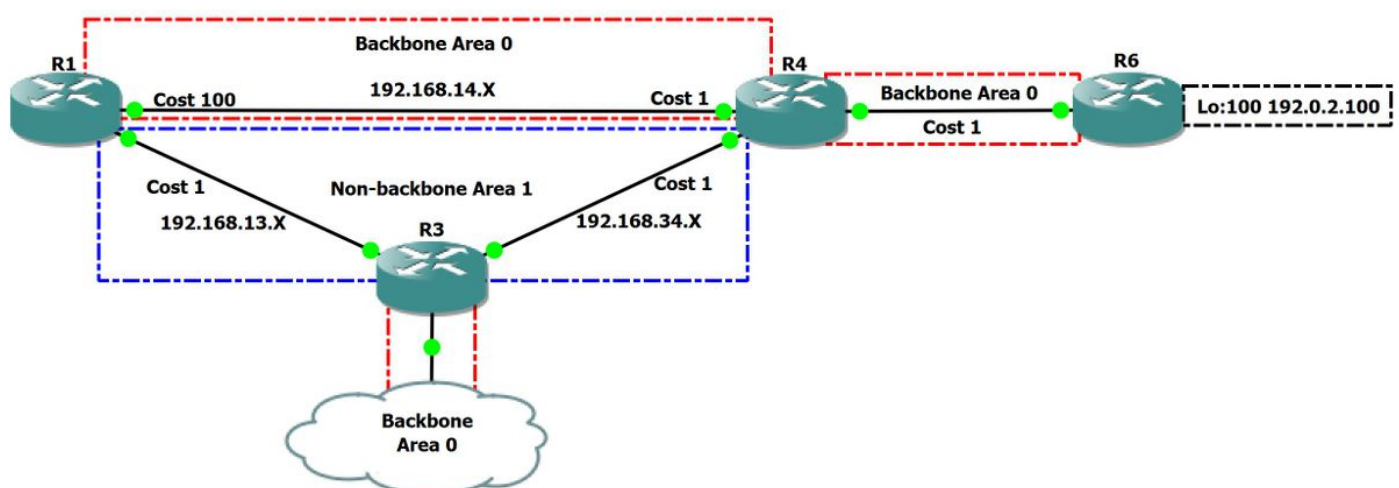 Backbone Area 0
R1
R4
R6
192.168.14.X
Cost 100
Cost 1
Backbone Area 0
Cost 1
Lo:100 192.0.2.100
Cost 1
Non-backbone Area 1
Cost 1
192.168.13.X
192.168.34.X
R3
Backbone
Area 0